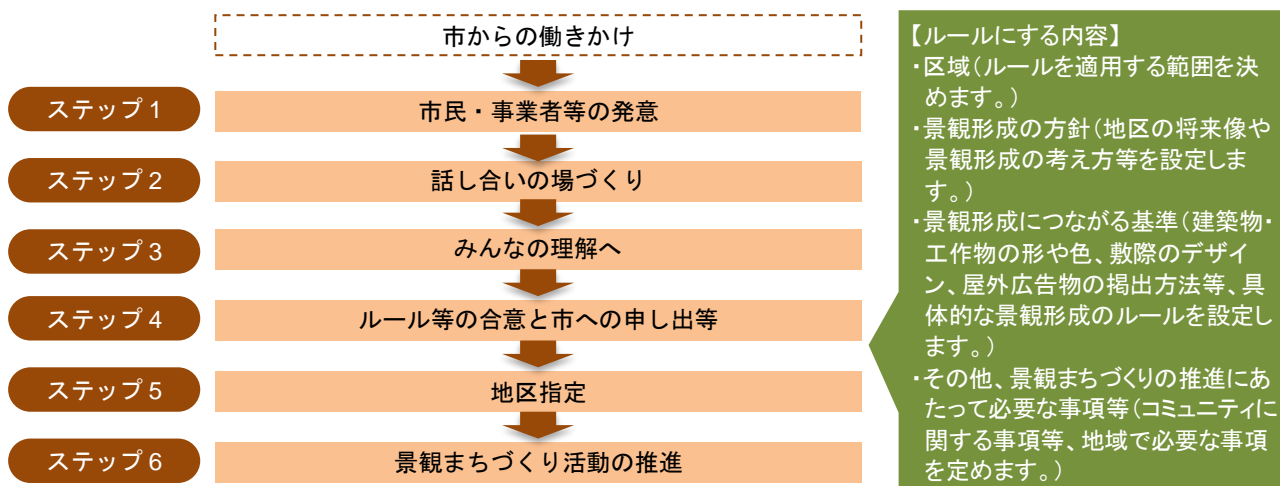 市からの働きかけ
ステップ1
市民・事業者等の発意
ステップ2
話し合いの場づくり
ステップ3
みんなの理解へ
ステップ4
ルール等の合意と市への申し出等
ステップ5
地区指定
ステップ6
景観まちづくり活動の推進
【ルールにする内容】
・区域（ルールを適用する範囲を決
めます。）
・景観形成の方針（地区の将来像や
景観形成の考え方等を設定しま
す。）
・景観形成につながる基準（建築物・
工作物の形や色、敷際のデザイ
ン、屋外広告物の掲出方法等、具
体的な景観形成のルールを設定し
ます。）
・その他、景観まちづくりの推進にあ
たって必要な事項等（コミュニティに
関する事項等、地域で必要な事項
を定めます。）